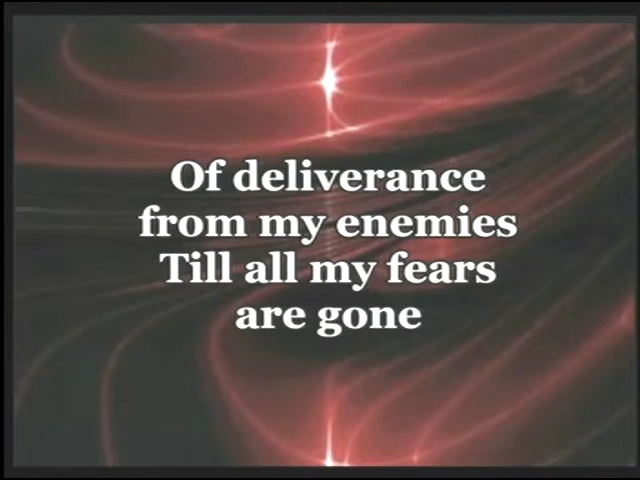 Of deliverance
from my enemies
Till all my fears
are gone